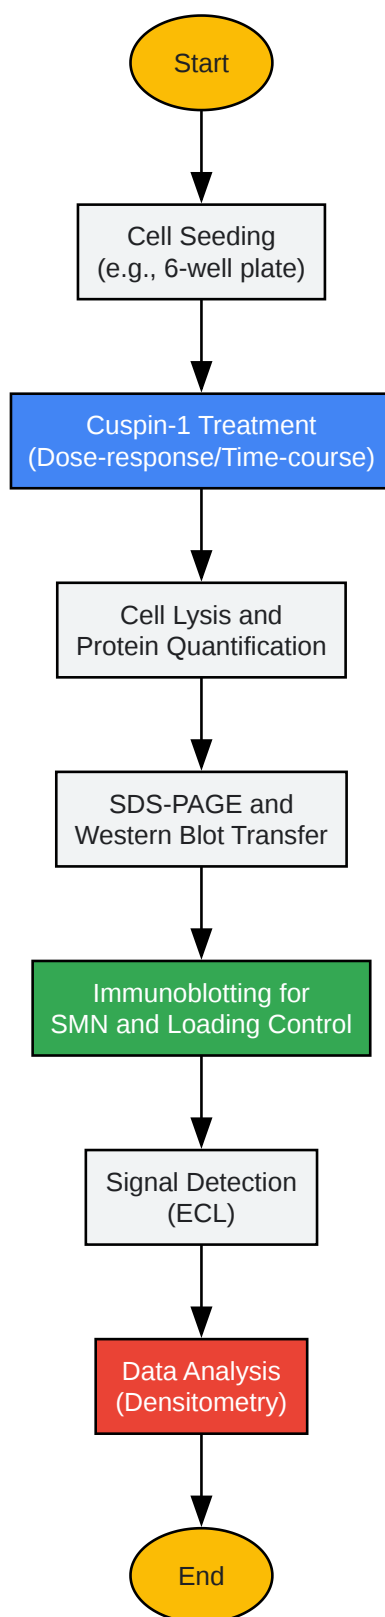 Start
Cell Seeding
(e.g., 6-well plate)
Cuspin-1 Treatment
(Dose-response/Time-course)
Cell Lysis and
Protein Quantification
SDS-PAGE and
Western Blot Transfer
Immunoblotting for
SMN and Loading Control
Signal Detection
(ECL)
Data Analysis
(Densitometry)
End